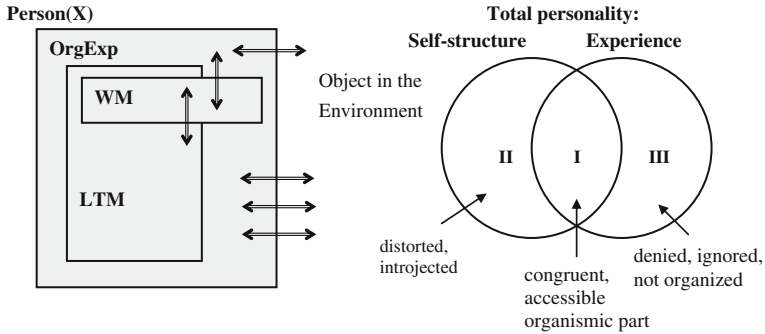 Person(X)
OrgExp
WM
LTM
Object in the
Environment
Total personality:
Self-structure
Experience
II
I
III
distorted,
introjected
congruent,
accessible
organismic part
denied, ignored,
not organized